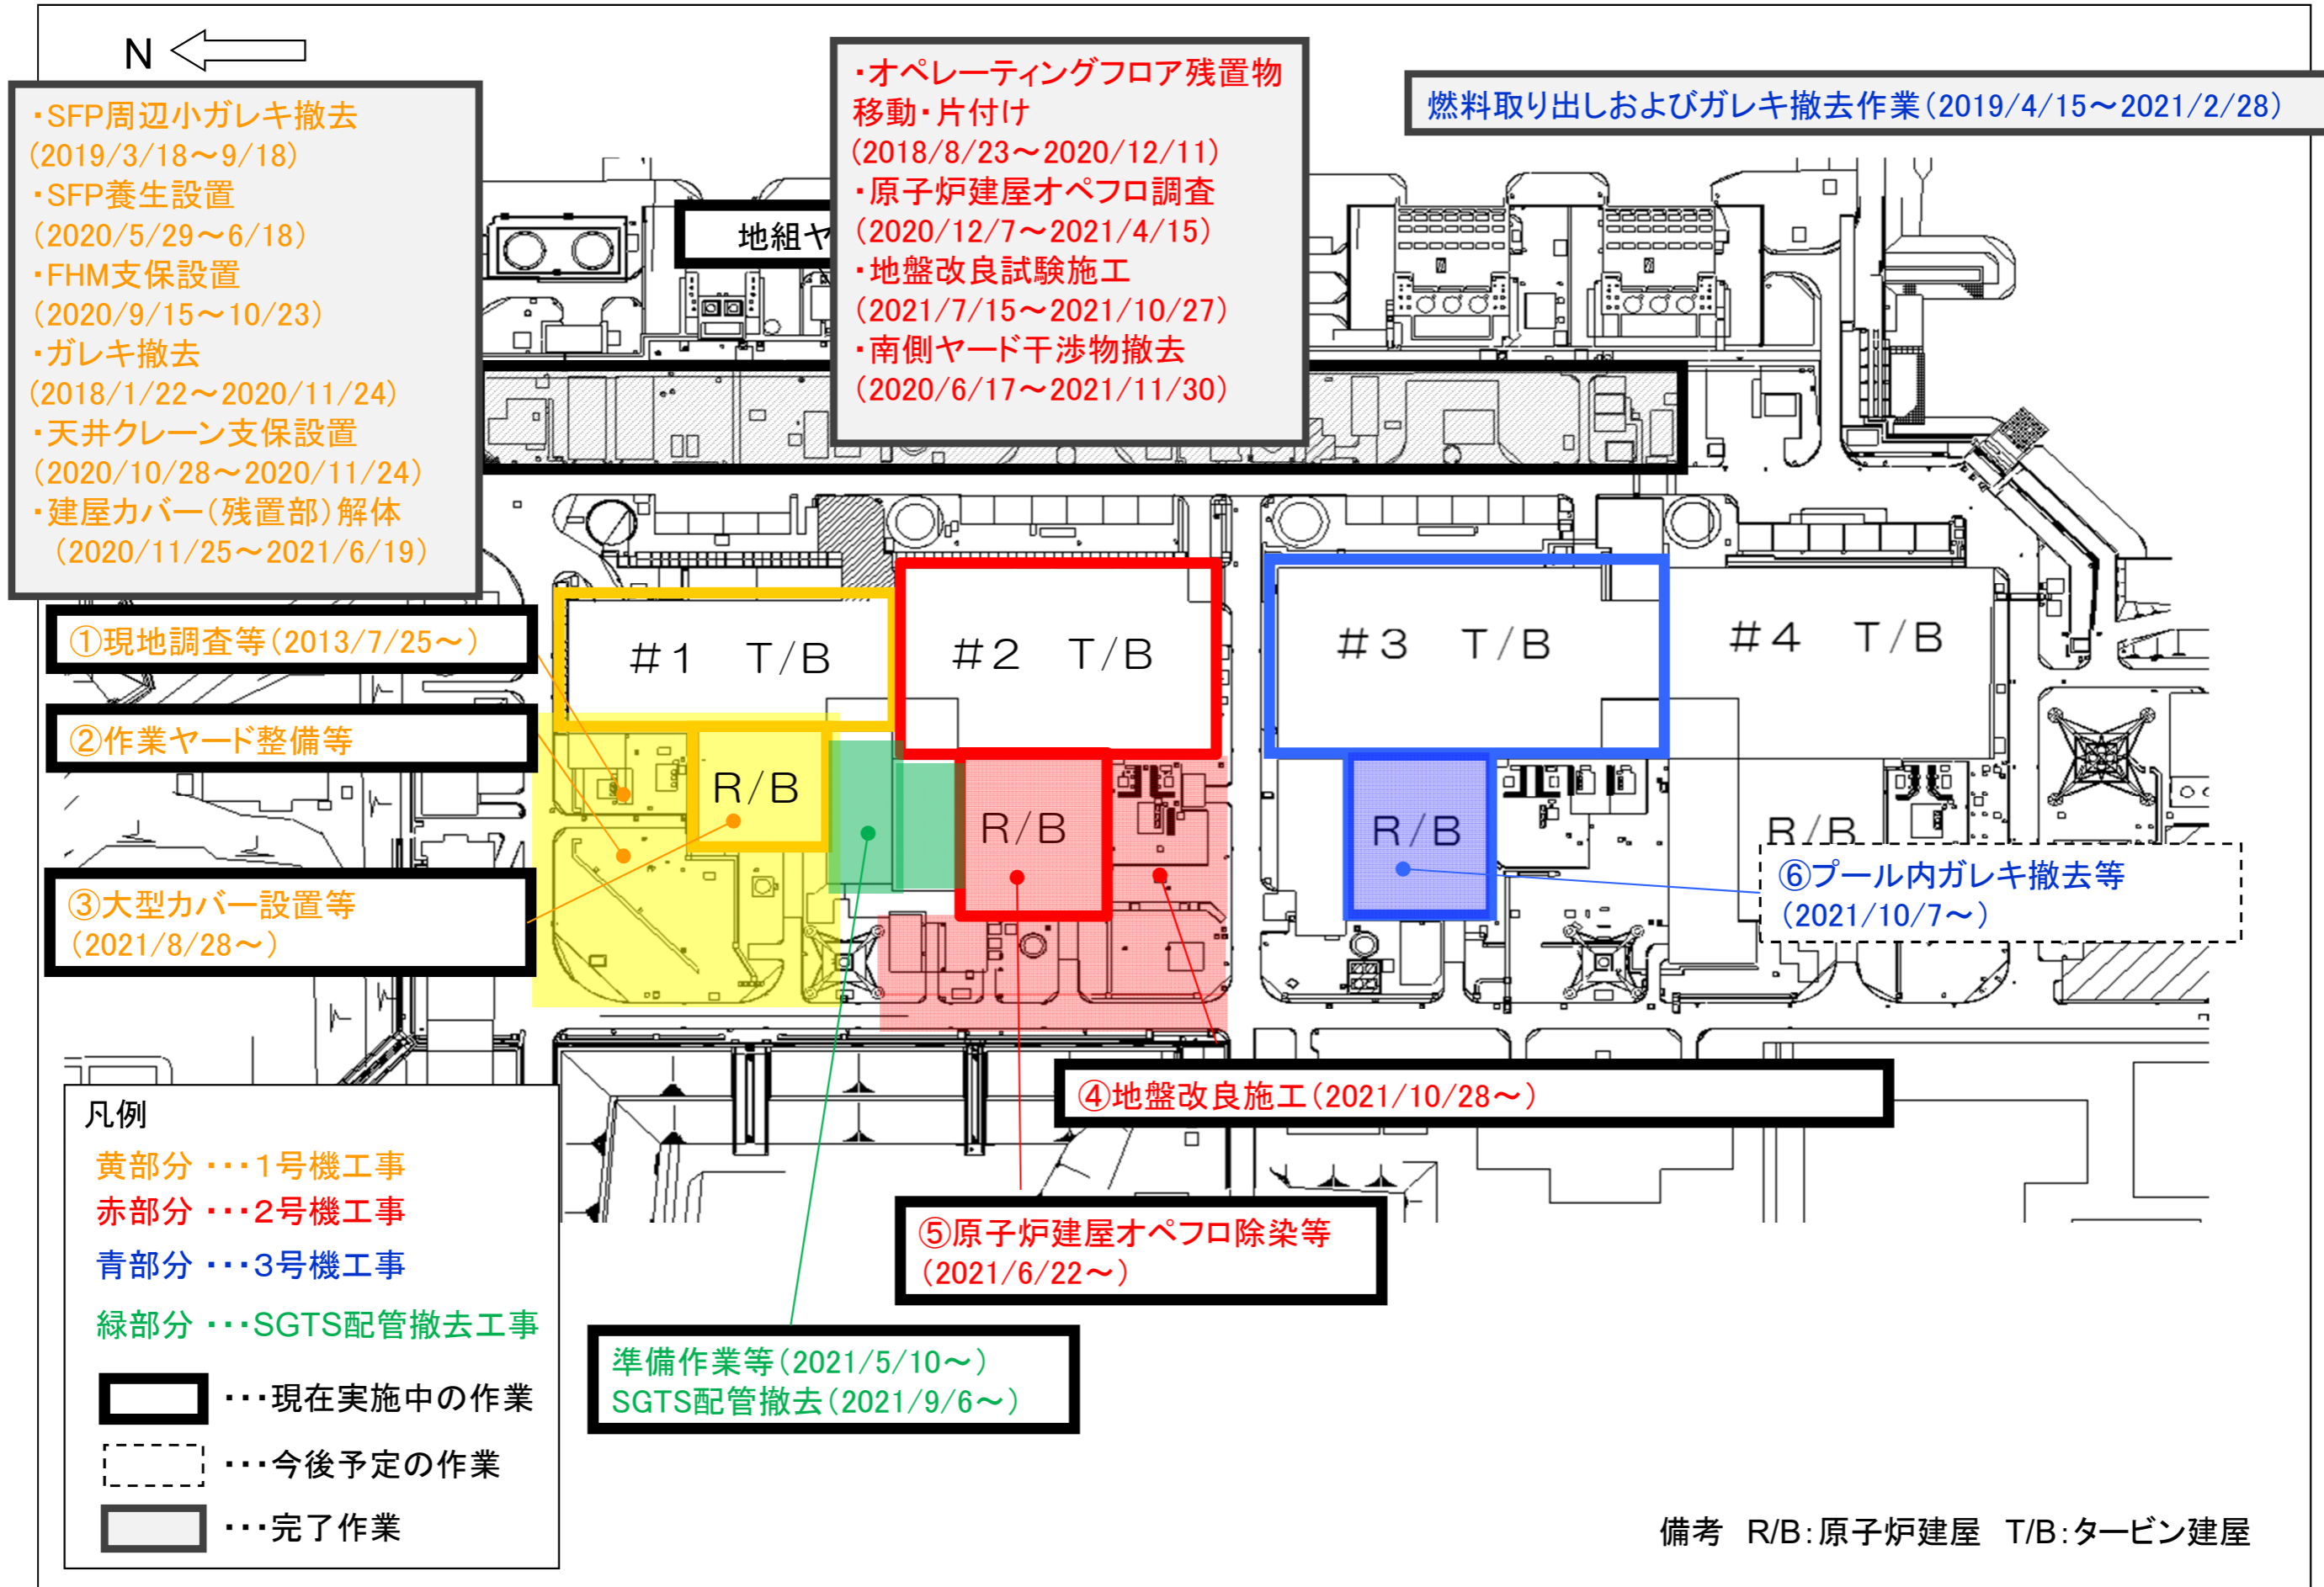 N
・SFP周辺小ガレキ撤去
(2019/3/18～9/18)
・SFP養生設置
(2020/5/29～6/18)
・FHM支保設置
(2020/9/15～10/23)
・ガレキ撤去
(2018/1/22～2020/11/24)
・天井クレーン支保設置
(2020/10/28～2020/11/24)
・建屋カバー(残置部)解体
(2020/11/25～2021/6/19)
・オペレーティングフロア残置物
移動・片付け
(2018/8/23～2020/12/11)
・原子炉建屋オペフロ調査
(2020/12/7～2021/4/15)
・地盤改良試験施工
(2021/7/15～2021/10/27)
・南側ヤード干渉物撤去
(2020/6/17～2021/11/30)
燃料取り出しおよびガレキ撤去作業(2019/4/15～2021/2/28)
地組ヤ
①現地調査等(2013/7/25～)
②作業ヤード整備等
③大型カバー設置等
(2021/8/28～)
#1 T/B
#2 T/B
#3 T/B
#4 T/B
R/B
R/B
R/B
R/B
⑥プール内ガレキ撤去等
(2021/10/7～)
④地盤改良施工(2021/10/28～)
⑤原子炉建屋オペフロ除染等
(2021/6/22～)
準備作業等(2021/5/10～)
SGTS配管撤去(2021/9/6～)
凡例
黄部分 ・・・1号機工事
赤部分 ・・・2号機工事
青部分 ・・・3号機工事
緑部分 ・・・SGTS配管撤去工事
・・・現在実施中の作業
・・・今後予定の作業
・・・完了作業
備考 R/B:原子炉建屋 T/B:タービン建屋